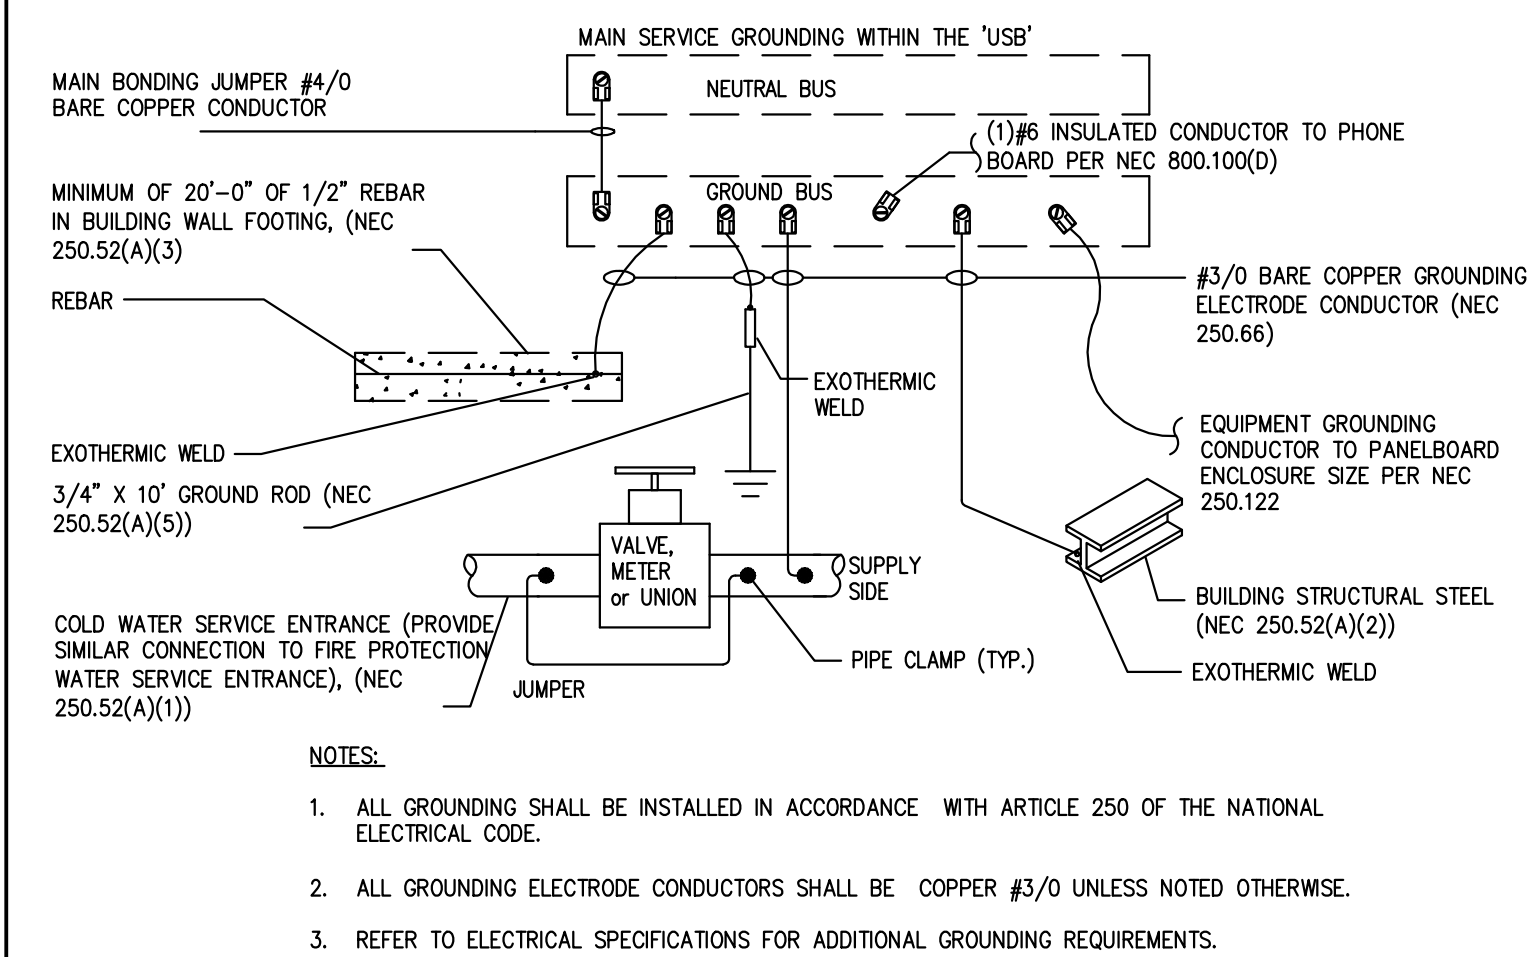 MAIN SERVICE GROUNDING WITHIN THE 'USB'
MAIN BONDING JUMPER #4/0
BARE COPPER CONDUCTOR
NEUTRAL BUS
(1)#6 INSULATED CONDUCTOR TO PHONE
BOARD PER NEC 800.100(D)
MINIMUM OF 20'-0" OF 1/2" REBAR
IN BUILDING WALL FOOTING, (NEC
250.52(A)(3)
GROUND BUS
REBAR
#3/0 BARE COPPER GROUNDING
ELECTRODE CONDUCTOR (NEC
250.66)
EXOTHERMIC
WELD
EXOTHERMIC WELD
EQUIPMENT GROUNDING
CONDUCTOR TO PANELBOARD
ENCLOSURE SIZE PER NEC
250.122
3/4" X 10' GROUND ROD (NEC
250.52(A)(5))
VALVE,
METER
or UNION
SUPPLY
SIDE
BUILDING STRUCTURAL STEEL
(NEC 250.52(A)(2))
COLD WATER SERVICE ENTRANCE (PROVIDE
SIMILAR CONNECTION TO FIRE PROTECTION
WATER SERVICE ENTRANCE), (NEC
250.52(A)(1))
JUMPER
PIPE CLAMP (TYP.)
EXOTHERMIC WELD
NOTES:
1. ALL GROUNDING SHALL BE INSTALLED IN ACCORDANCE WITH ARTICLE 250 OF THE NATIONAL
ELECTRICAL CODE.
2. ALL GROUNDING ELECTRODE CONDUCTORS SHALL BE COPPER #3/0 UNLESS NOTED OTHERWISE.
3. REFER TO ELECTRICAL SPECIFICATIONS FOR ADDITIONAL GROUNDING REQUIREMENTS.